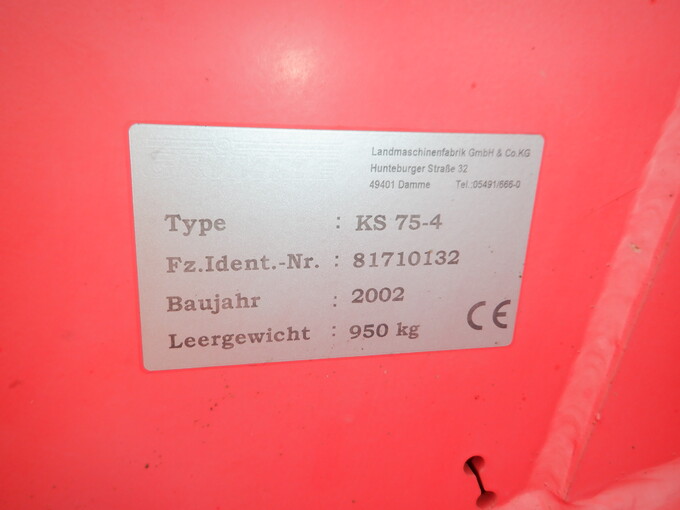 Landmaschinenfabrik GmbH & Co.KG
Hunteburger Straße 32
49401 Damme Tel.:05491/666-0
Type : KS 75-4
Fz.Ident.-Nr. : 81710132
Baujahr : 2002
Leergewicht : 950 kg
CE